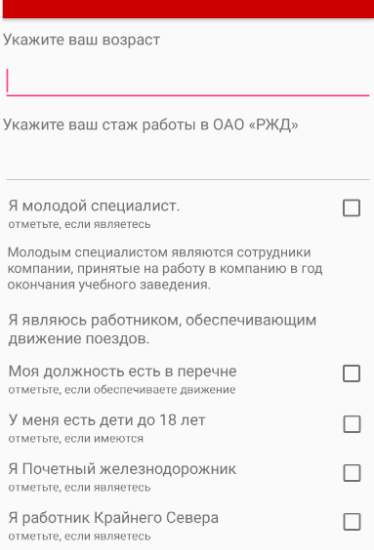 Укажите ваш возраст
Укажите ваш стаж работы в ОАО «РЖД»
Я молодой специалист.
отметьте, если являетесь
Молодым специалистом являются сотрудники
компании, принятые на работу в компанию в год
окончания учебного заведения.
Я являюсь работником, обеспечивающим
движение поездов.
Моя должность есть в перечне
отметьте, если обеспечиваете движение
У меня есть дети до 18 лет
отметьте, если имеются
Я Почетный железнодорожник
отметьте, если являетесь
Я работник Крайнего Севера
отметьте, если являетесь